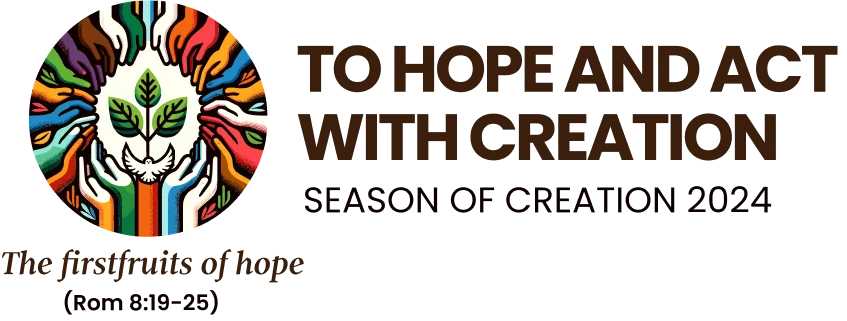 TO HOPE AND ACT
WITH CREATION
SEASON OF CREATION 2024
The firstfruits of hope
(Rom 8:19-25)